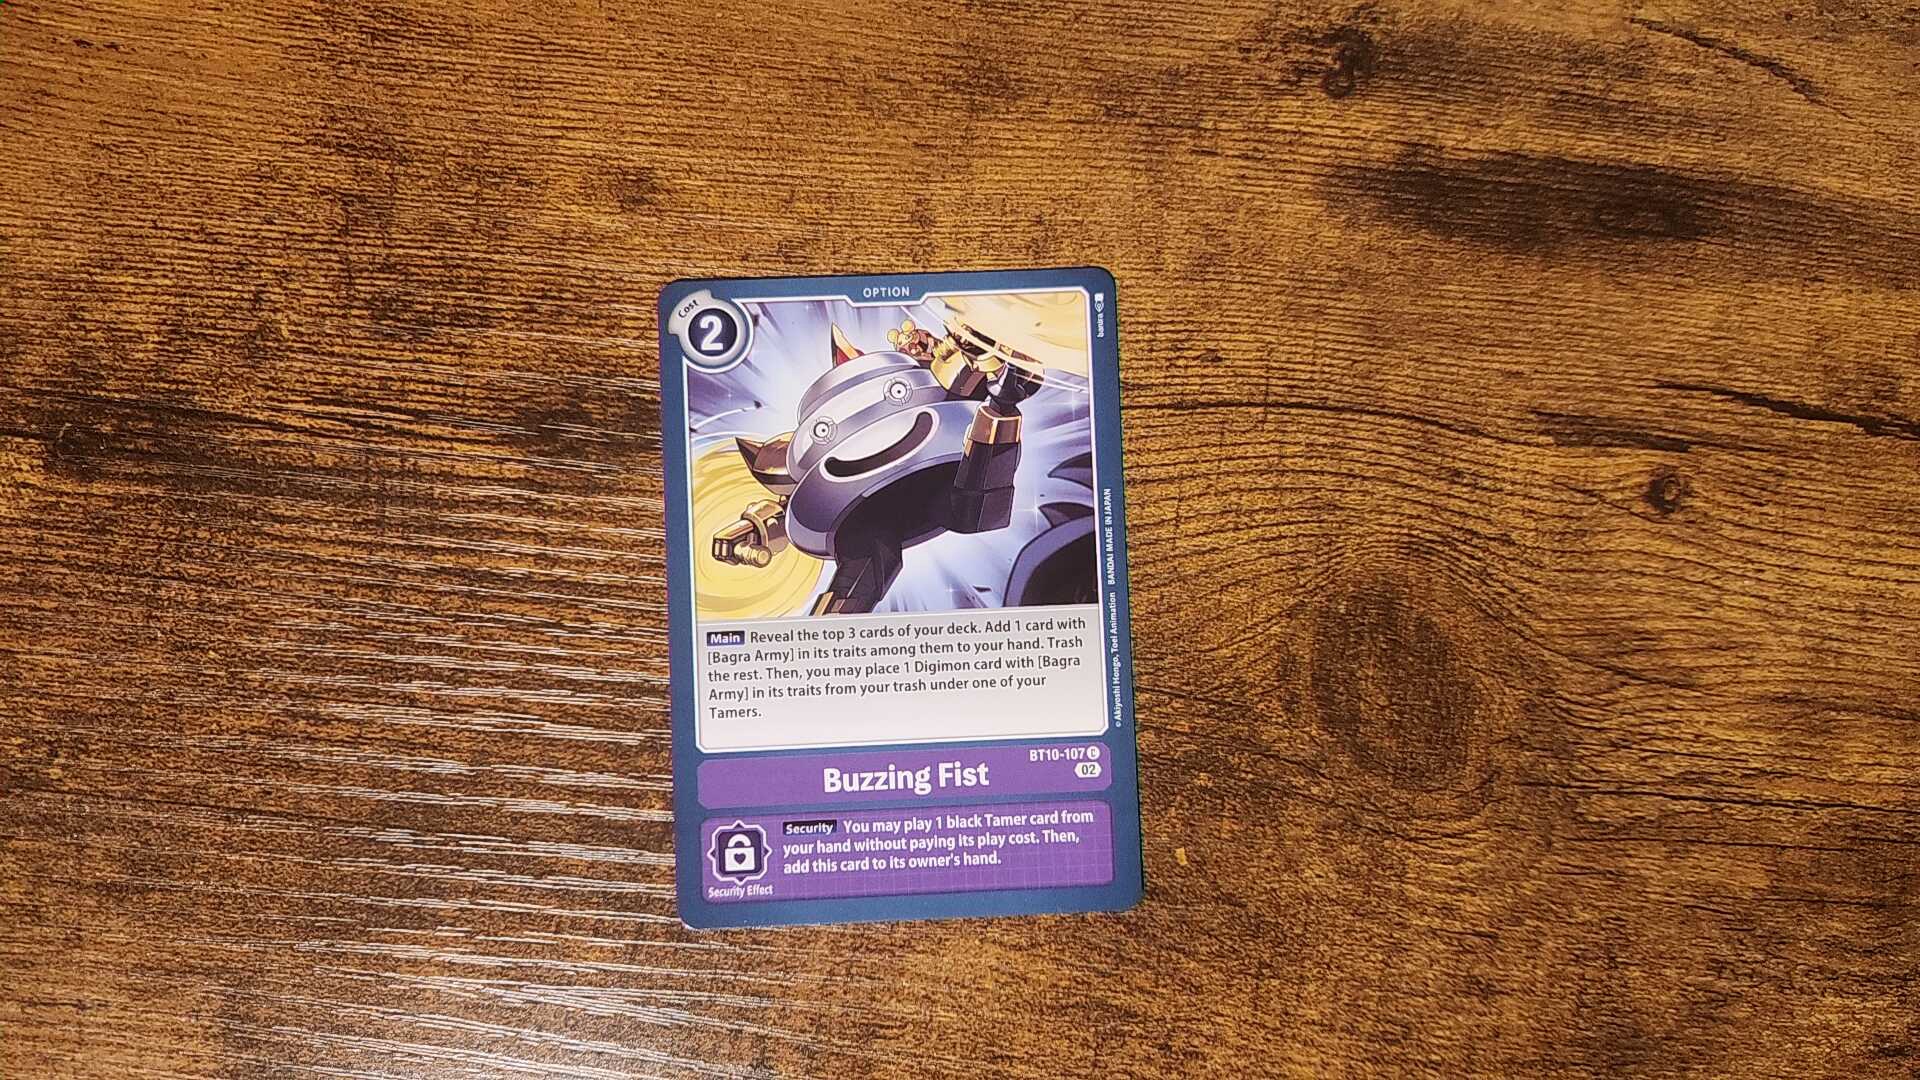 OPTION
Cost
2
banira
Main Reveal the top 3 cards of your deck. Add 1 card with
[Bagra Army] in its traits among them to your hand. Trash
the rest. Then, you may place 1 Digimon card with [Bagra
Army] in its traits from your trash under one of your
Tamers.
©Akiyoshi Hongo, Toei Animation BANDAI MADE IN JAPAN
BT10-107 C
02
Buzzing Fist
Security You may play 1 black Tamer card from
your hand without paying its play cost. Then,
add this card to its owner's hand.
Security Effect